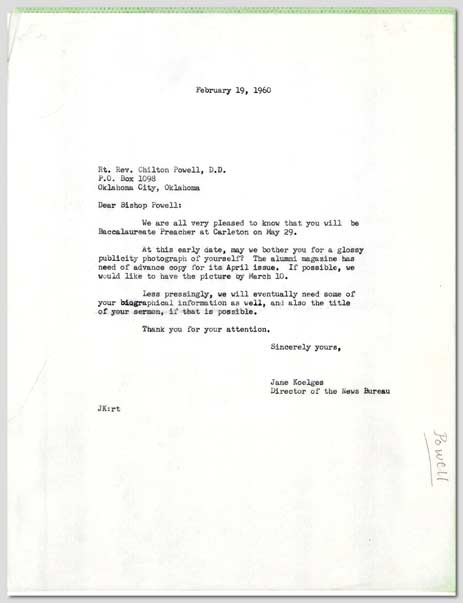 February 19, 1960
Rt. Rev. Chilton Powell, D.D.
P.O. Box 1098
Oklahoma City, Oklahoma
Dear Bishop Powell:
We are all very pleased to know that you will be
Baccalaureate Preacher at Carleton on May 29.
At this early date, may we bother you for a glossy
publicity photograph of yourself? The alumni magazine has
need of advance copy for its April issue. If possible, we
would like to have the picture by March 10.
Less pressingly, we will eventually need some of
your biographical information as well, and also the title
of your sermon, if that is possible.
Thank you for your attention.
Sincerely yours,
Jane Koelges
Director of the News Bureau
JK:rt
Powell